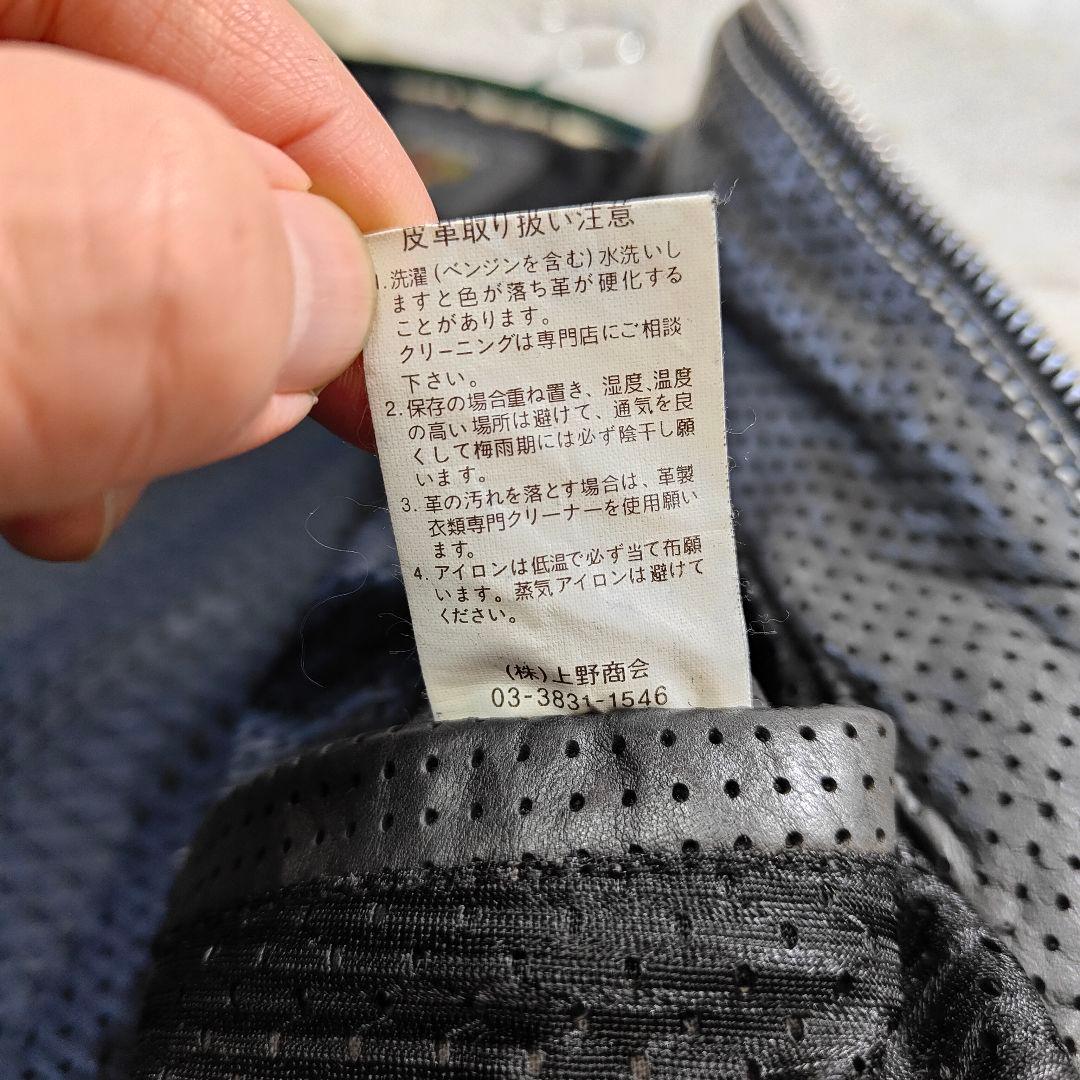 皮革取り扱い注意
1. 洗濯(ベンジンを含む)水洗いし
ますと色が落ち革が硬化する
ことがあります。
クリーニングは専門店にご相談
下さい。
2. 保存の場合重ね置き、湿度、温度
の高い場所は避けて、通気を良
くして梅雨期には必ず陰干し願
います。
3. 革の汚れを落とす場合は、革製
衣類専門クリーナーを使用願い
ます。
4. アイロンは低温で必ず当て布願
います。蒸気アイロンは避けて
ください。
(株)上野商会
03-3831-1546